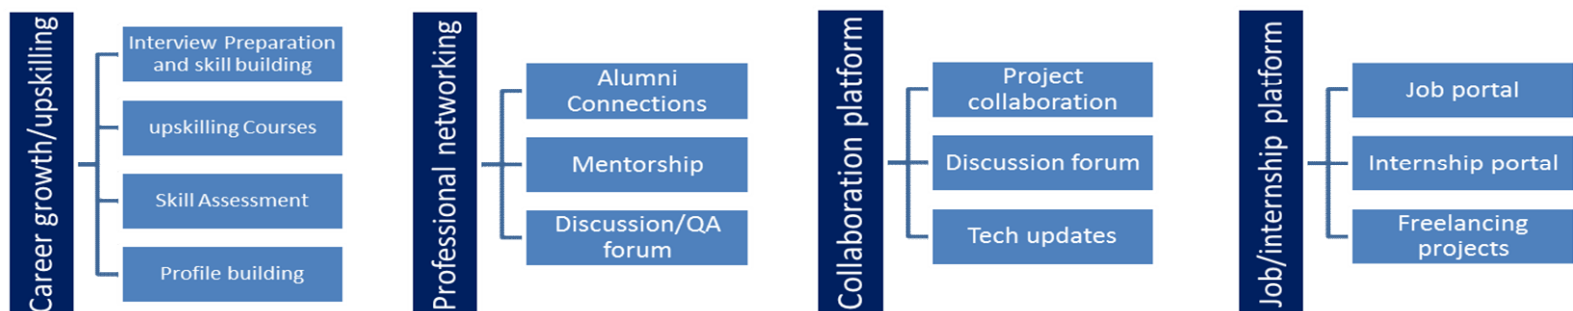 Career growth/upskilling
Interview Preparation
and skill building
upskilling Courses
Skill Assessment
Profile building
Professional networking
Alumni
Connections
Mentorship
Discussion/QA
forum
Collaboration platform
Project
collaboration
Discussion forum
Tech updates
Job/internship platform
Job portal
Internship portal
Freelancing
projects